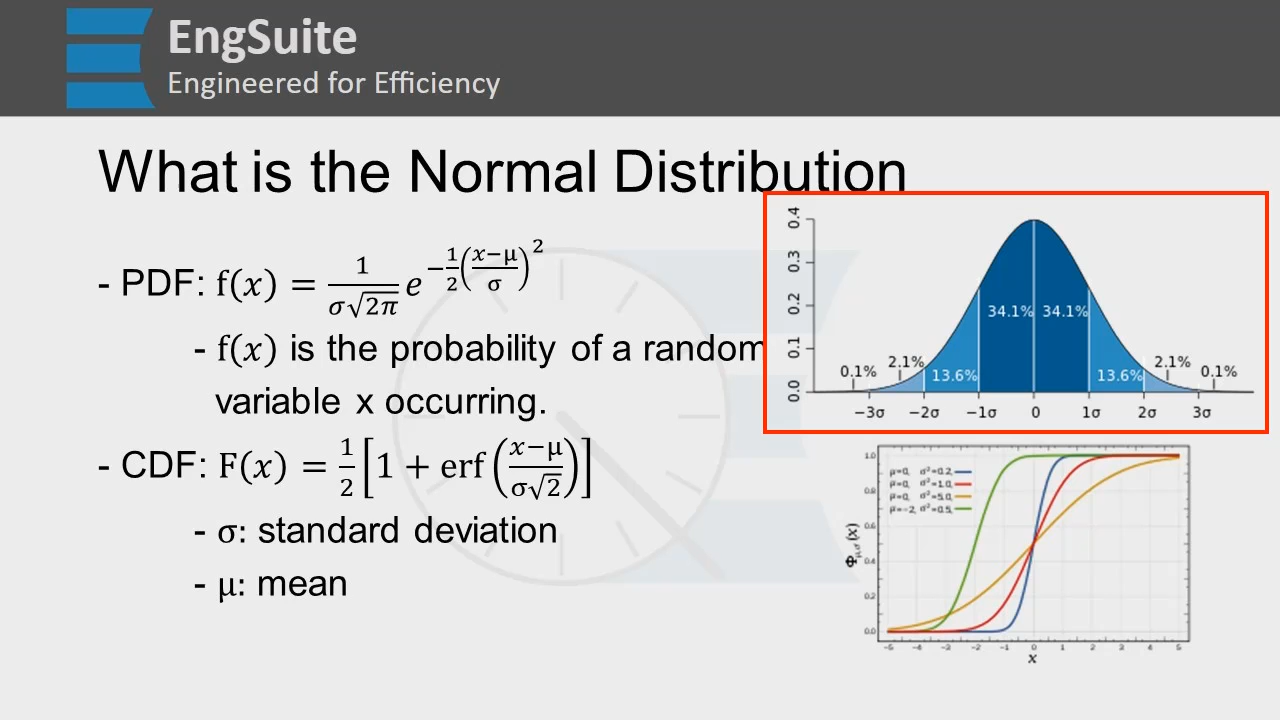 EngSuite
Engineered for Efficiency
What is the Normal Distribution
- PDF: f(x) = 1/(σ√2π) e^(−1/2((x−μ)/σ)^2)
- f(x) is the probability of a random
variable x occurring.
- CDF: F(x) = 1/2[1 + erf((x−μ)/(σ√2))]
- σ: standard deviation
- μ: mean
0.4
0.3
0.2
0.1
0.0
34.1% 34.1%
0.1% 2.1% 13.6% 13.6% 2.1% 0.1%
−3σ −2σ −1σ 0 1σ 2σ 3σ
Φμ,σ²(x)
1.0
0.8
0.6
0.4
0.2
0.0
μ=0, σ²=0.2,
μ=0, σ²=1.0,
μ=0, σ²=5.0,
μ=−2, σ²=0.5,
−5 −4 −3 −2 −1 0 1 2 3 4 5
x